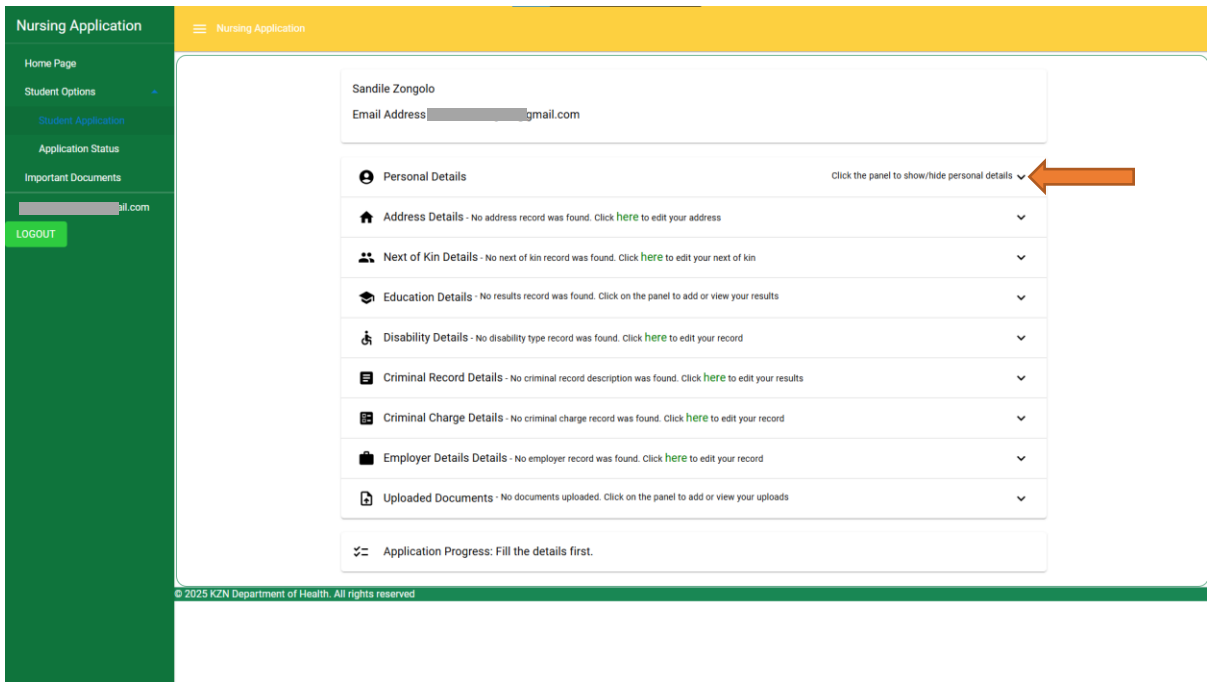 Nursing Application
Nursing Application
Home Page
Student Options
Student Application
Application Status
Important Documents
ail.com
LOGOUT
Sandile Zongolo
Email Address gmail.com
Personal Details Click the panel to show/hide personal details
Address Details - No address record was found. Click here to edit your address
Next of Kin Details - No next of kin record was found. Click here to edit your next of kin
Education Details - No results record was found. Click on the panel to add or view your results
Disability Details - No disability type record was found. Click here to edit your record
Criminal Record Details - No criminal record description was found. Click here to edit your results
Criminal Charge Details - No criminal charge record was found. Click here to edit your record
Employer Details Details - No employer record was found. Click here to edit your record
Uploaded Documents - No documents uploaded. Click on the panel to add or view your uploads
Application Progress: Fill the details first.
© 2025 KZN Department of Health. All rights reserved